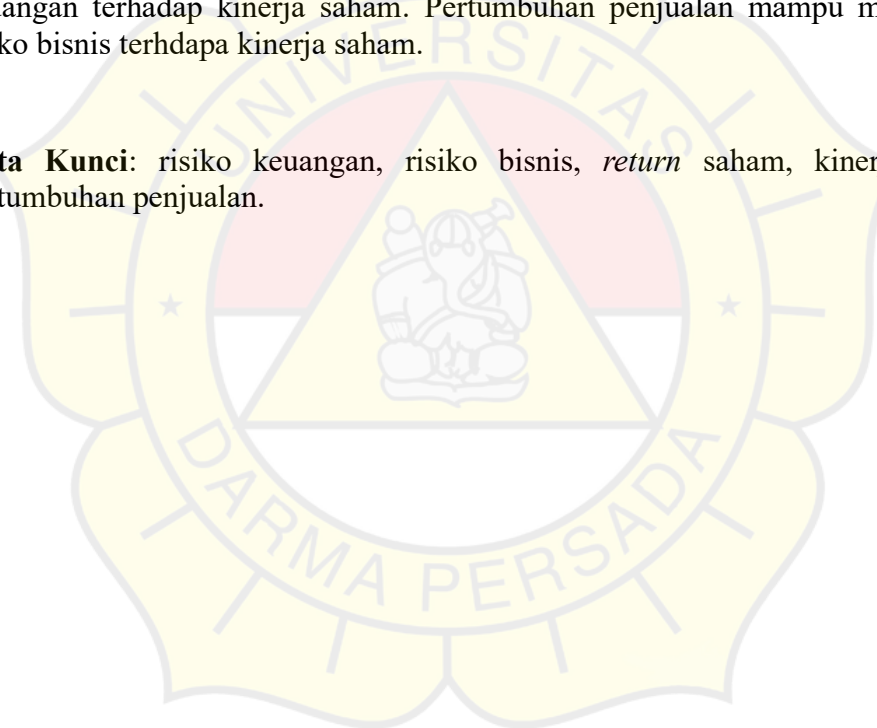 angan terhadap kinerja saham. Pertumbuhan penjualan mampu m
ko bisnis terhdapa kinerja saham.
ta Kunci: risiko keuangan, risiko bisnis, return saham, kiner
tumbuhan penjualan.
UNIVERSITAS
DARMA PERSADA